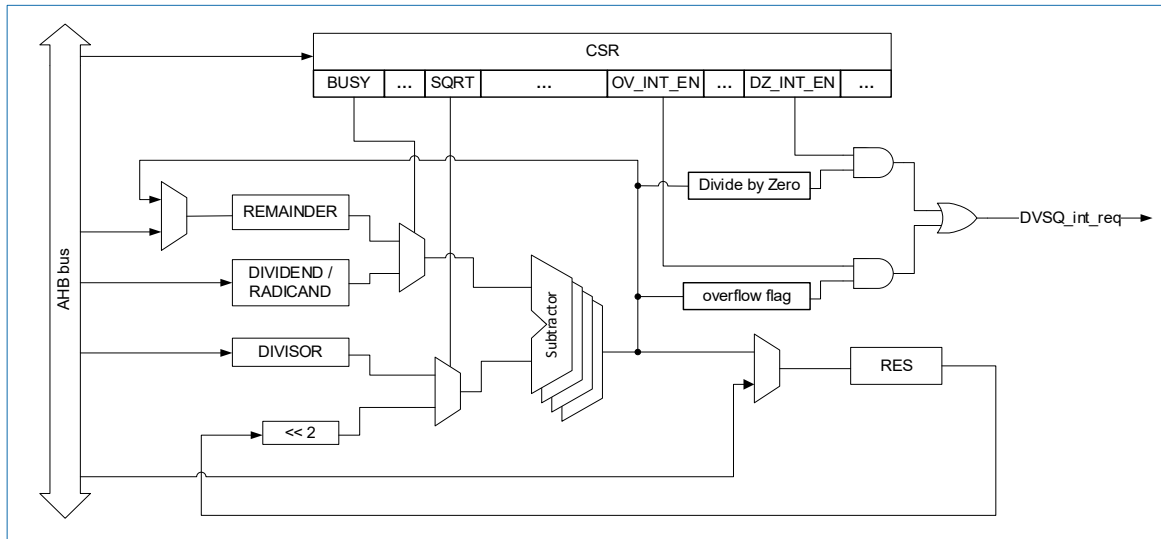 CSR
BUSY ... SQRT ... OV_INT_EN ... DZ_INT_EN ...
Divide by Zero
REMAINDER
DVSQ_int_req
AHB bus
DIVIDEND /
RADICAND
overflow flag
Subtractor
DIVISOR
RES
<< 2